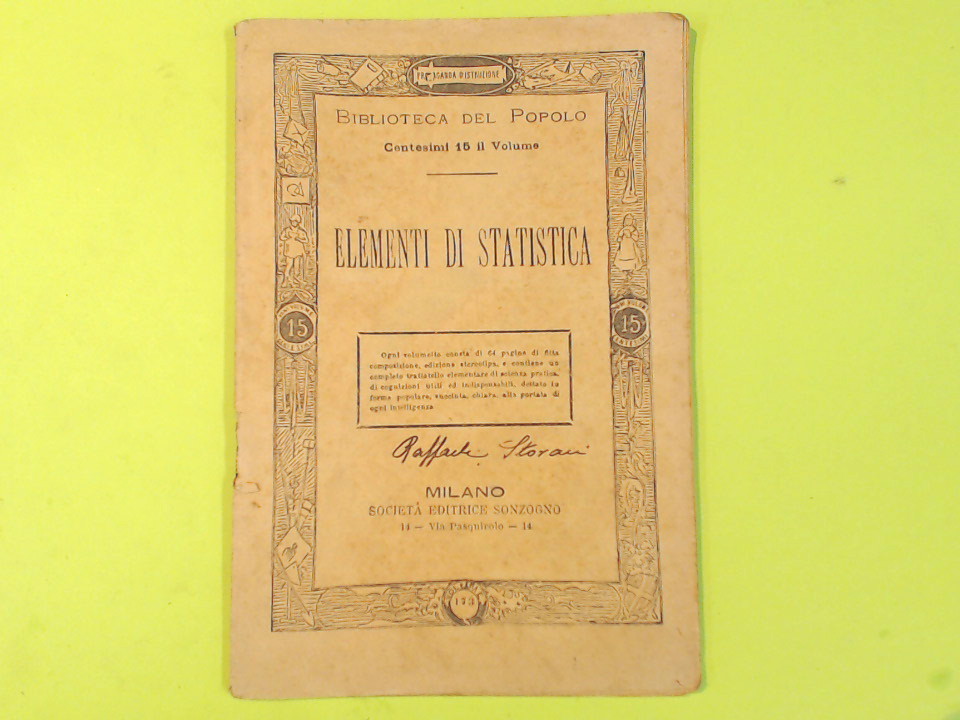 PROPAGANDA D'ISTRUZIONE
BIBLIOTECA DEL POPOLO
Centesimi 15 il Volume
ELEMENTI DI STATISTICA
15
15
Ogni volumetto consta di 64 pagine di fitta
composizione, edizione stereotipa, e contiene un
completo trattatello elementare di scienza pratica,
di cognizioni utili ed indispensabili, dettato in
forma popolare, succinta, chiara, alla portata di
ogni intelligenza
Raffaele Storani
MILANO
SOCIETÀ EDITRICE SONZOGNO
14 — Via Pasquirolo — 14
173